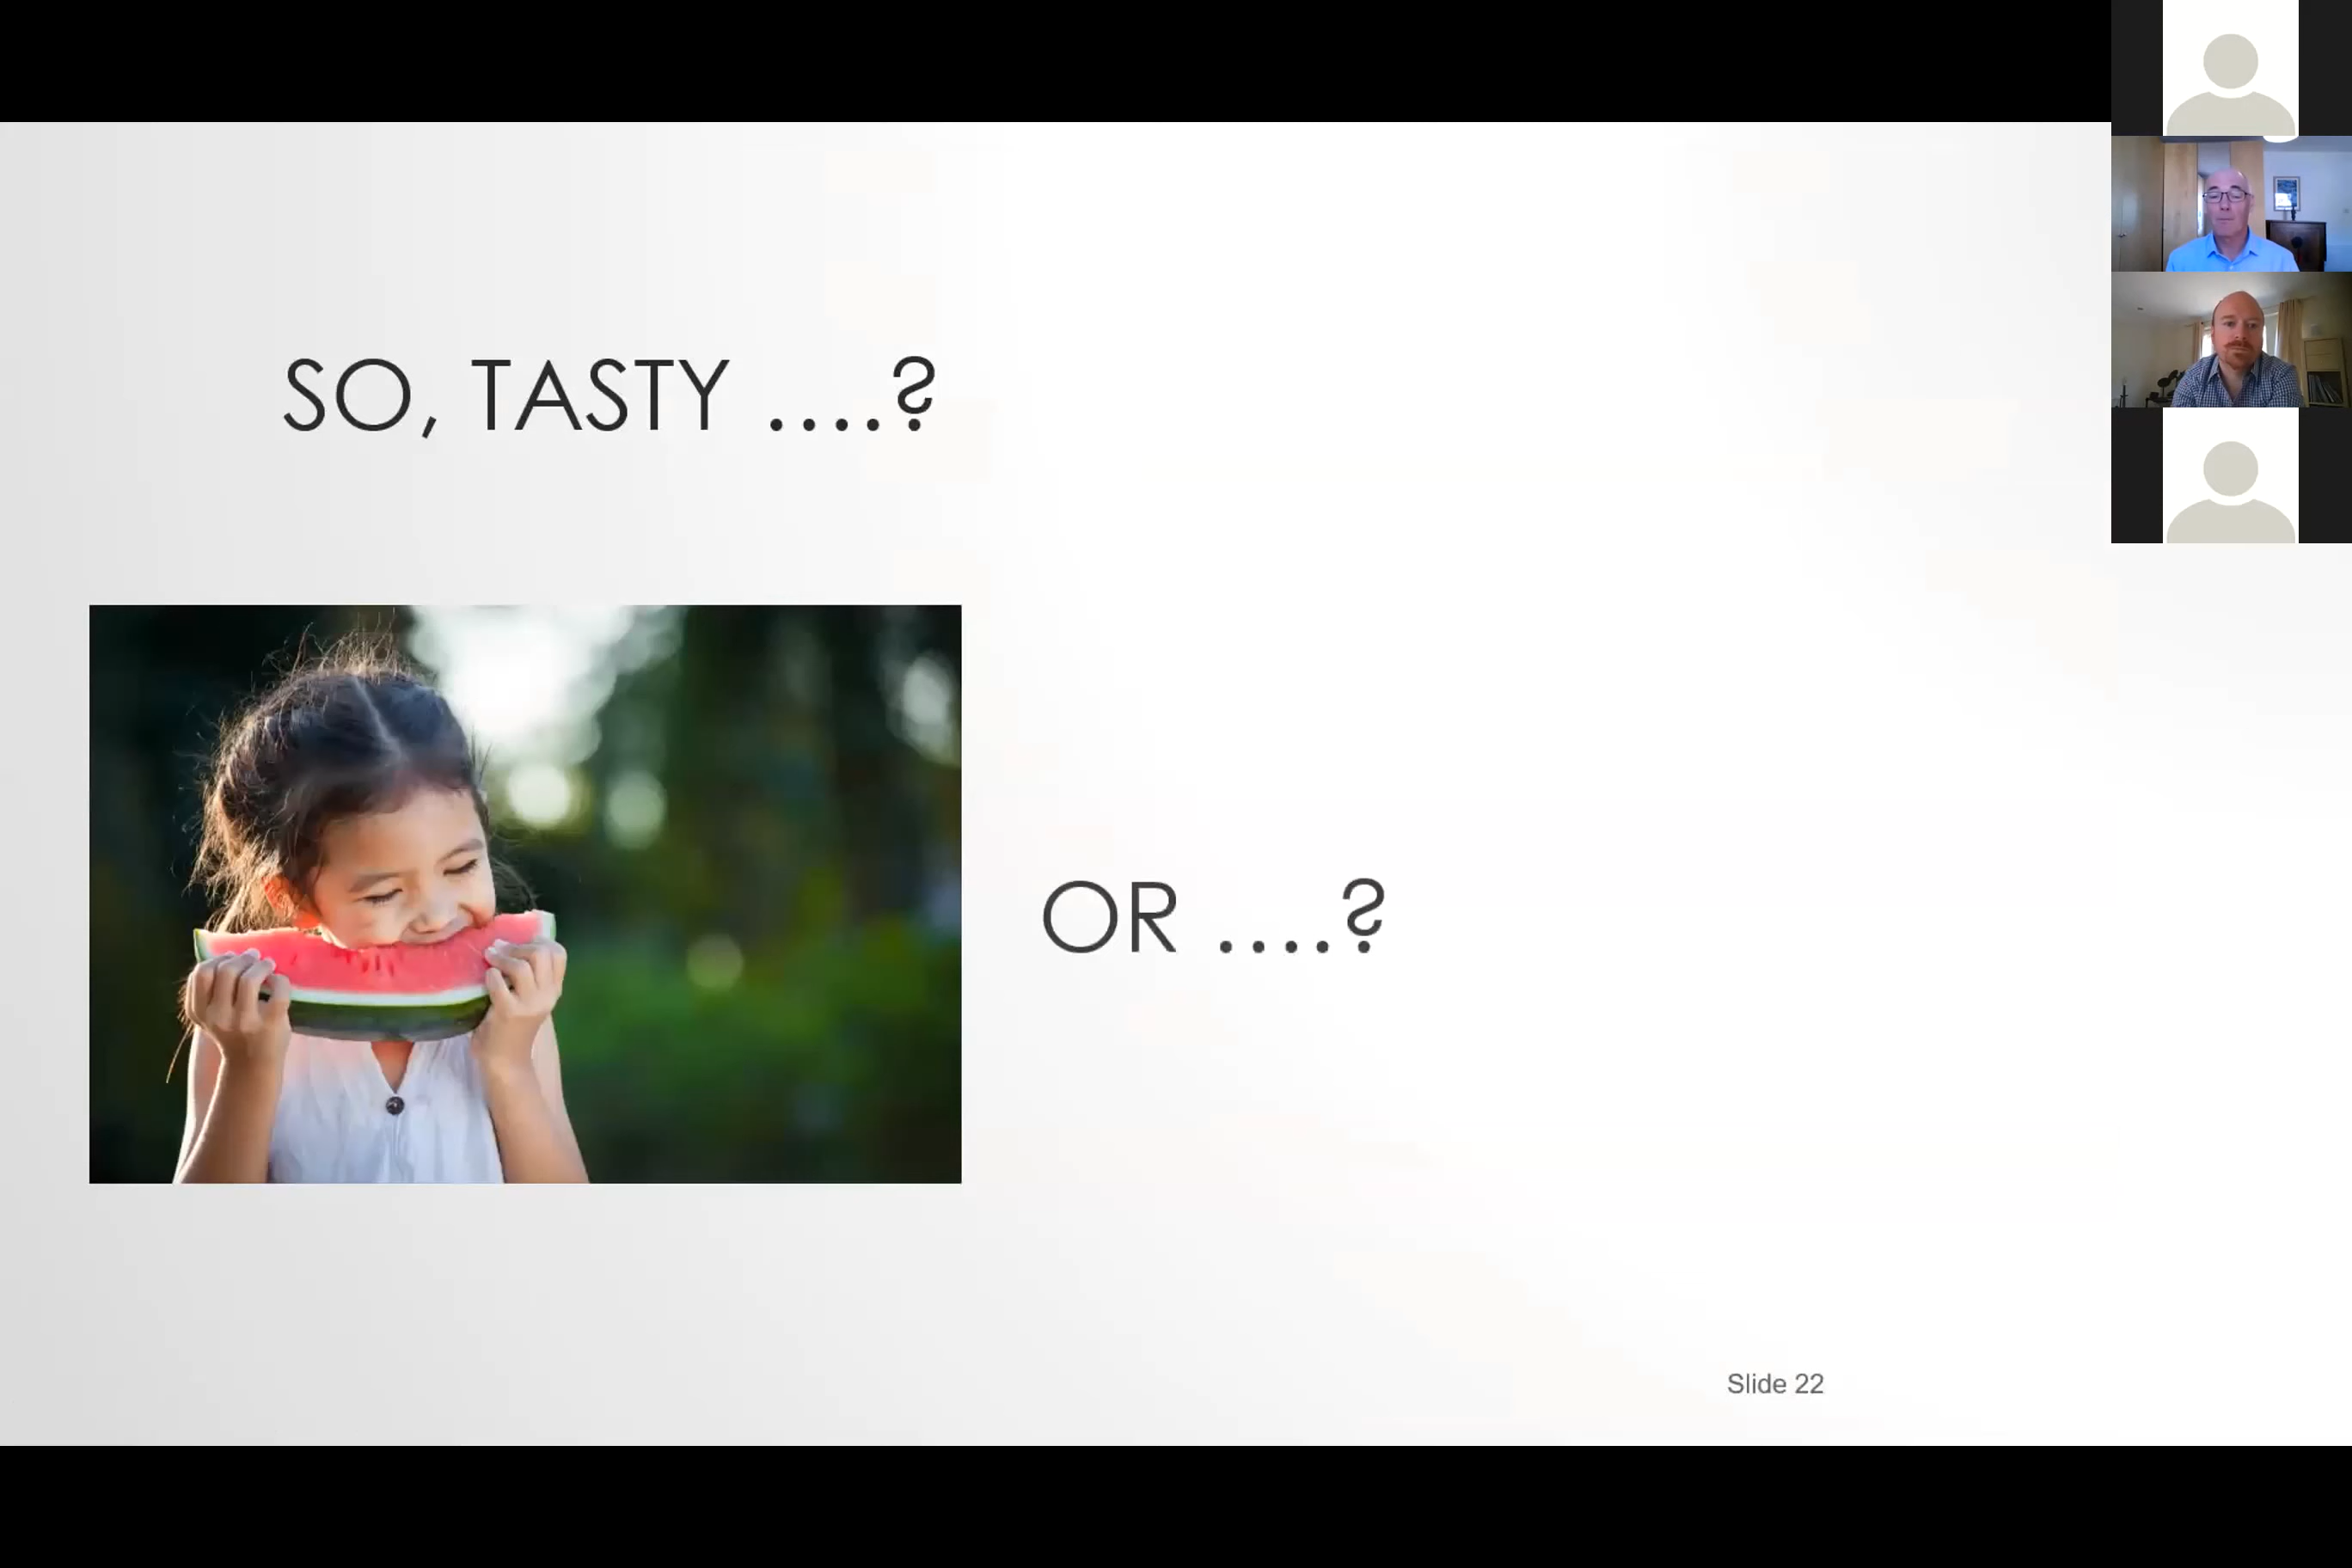 SO, TASTY ....?
OR ....?
Slide 22